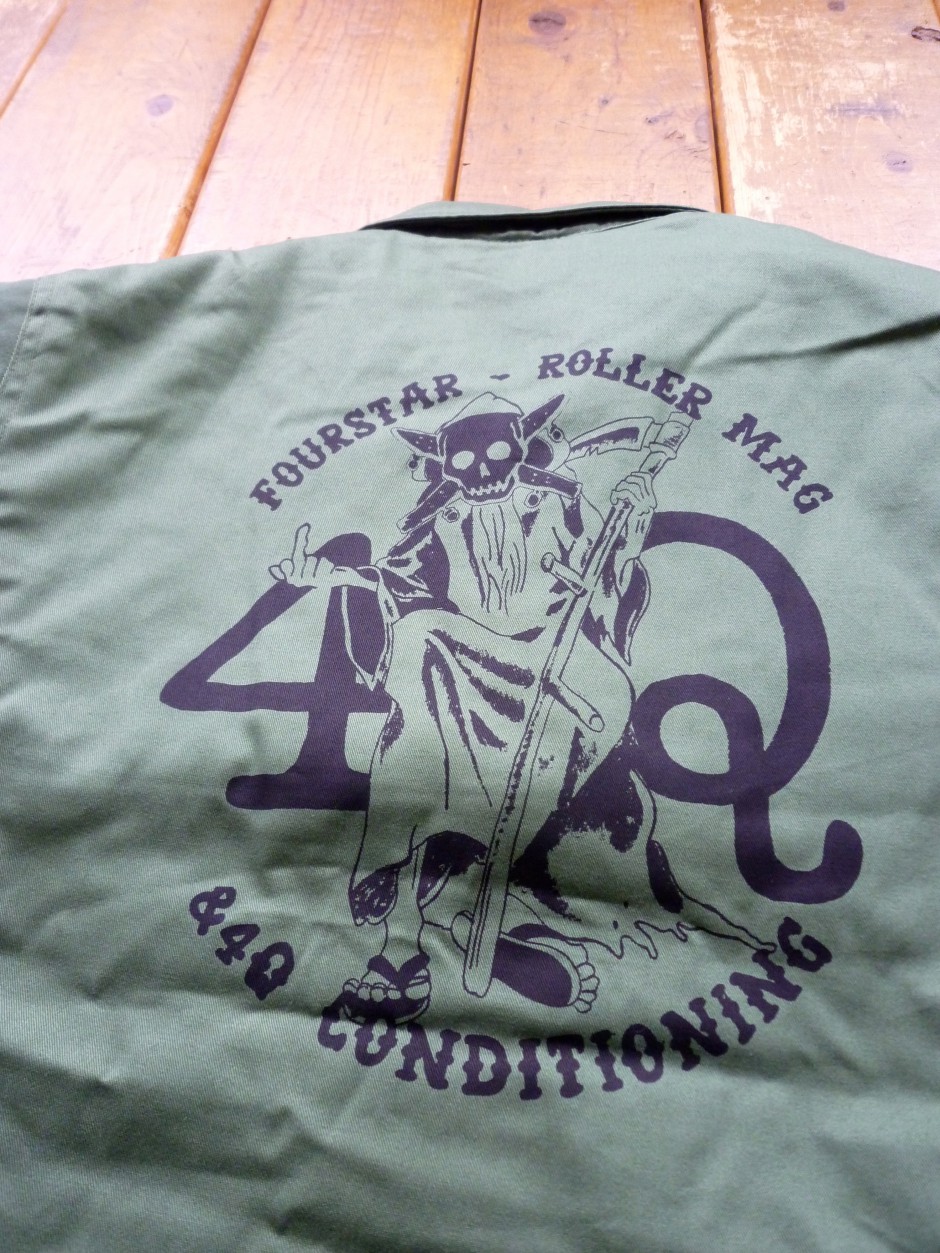 FOURSTAR - ROLLER MAG
4Q
&4Q CONDITIONING